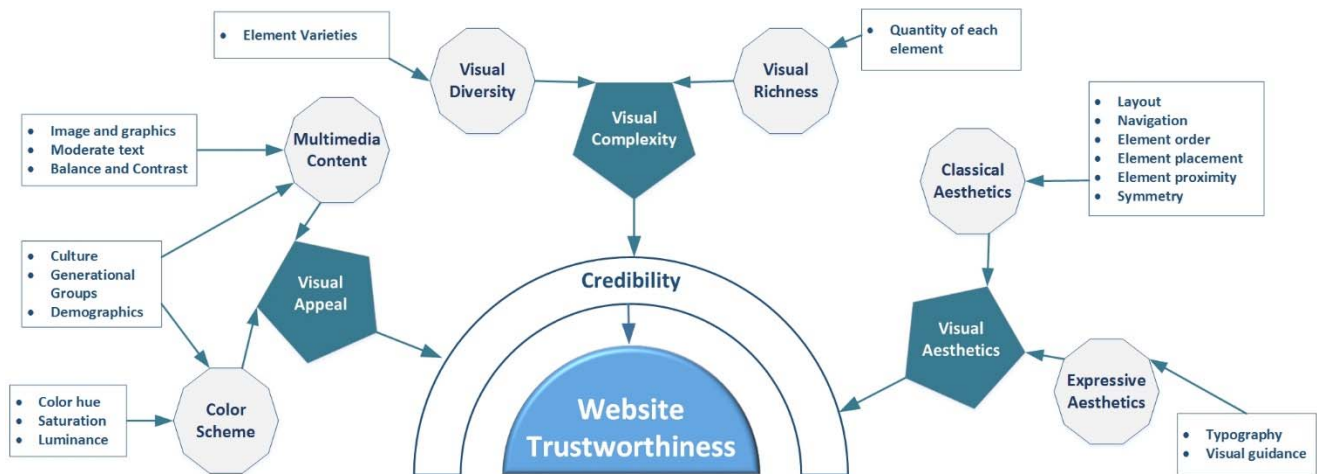 Element Varieties
Visual
Diversity
Visual
Complexity
Visual
Richness
Quantity of each
element
Image and graphics
Moderate text
Balance and Contrast
Multimedia
Content
Culture
Generational
Groups
Demographics
Visual
Appeal
Color hue
Saturation
Luminance
Color
Scheme
Credibility
Website
Trustworthiness
Layout
Navigation
Element order
Element placement
Element proximity
Symmetry
Classical
Aesthetics
Visual
Aesthetics
Expressive
Aesthetics
Typography
Visual guidance